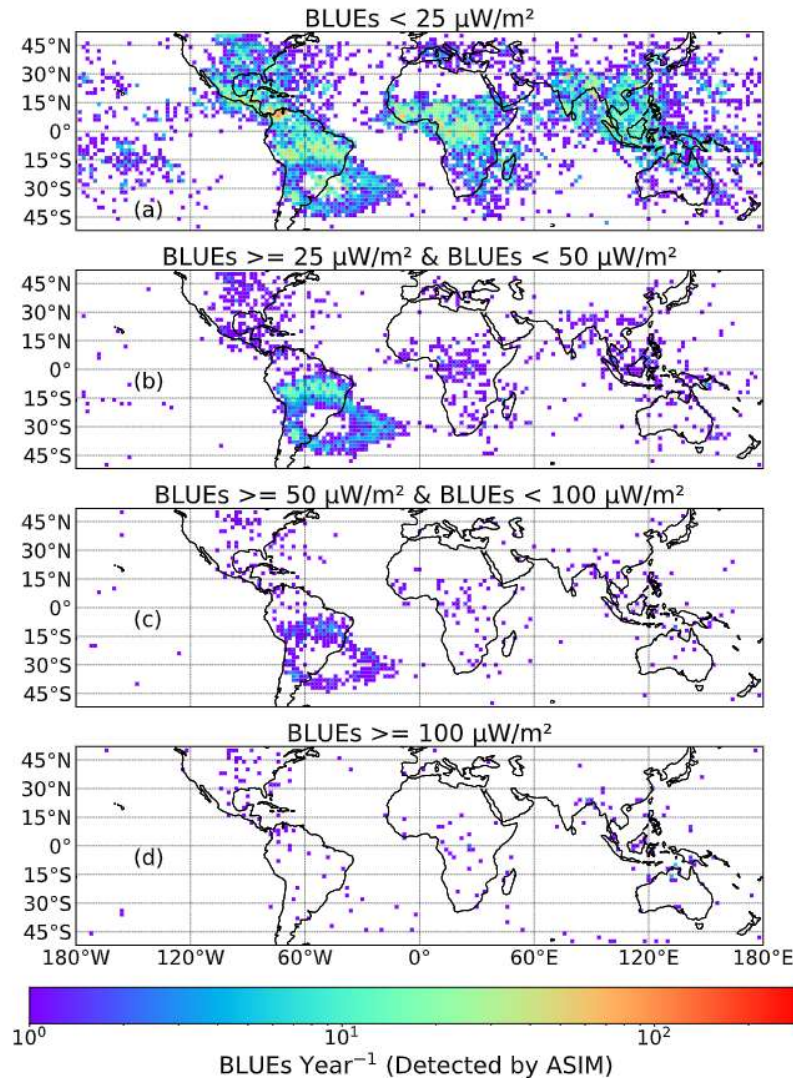 BLUEs < 25 μW/m²
45°N
30°N
15°N
0°
15°S
30°S
45°S
(a)
BLUEs >= 25 μW/m² & BLUEs < 50 μW/m²
45°N
30°N
15°N
0°
15°S
30°S
45°S
(b)
BLUEs >= 50 μW/m² & BLUEs < 100 μW/m²
45°N
30°N
15°N
0°
15°S
30°S
45°S
(c)
BLUEs >= 100 μW/m²
45°N
30°N
15°N
0°
15°S
30°S
45°S
(d)
180°W 120°W 60°W 0° 60°E 120°E 180°E
10⁰ 10¹ 10²
BLUEs Year⁻¹ (Detected by ASIM)